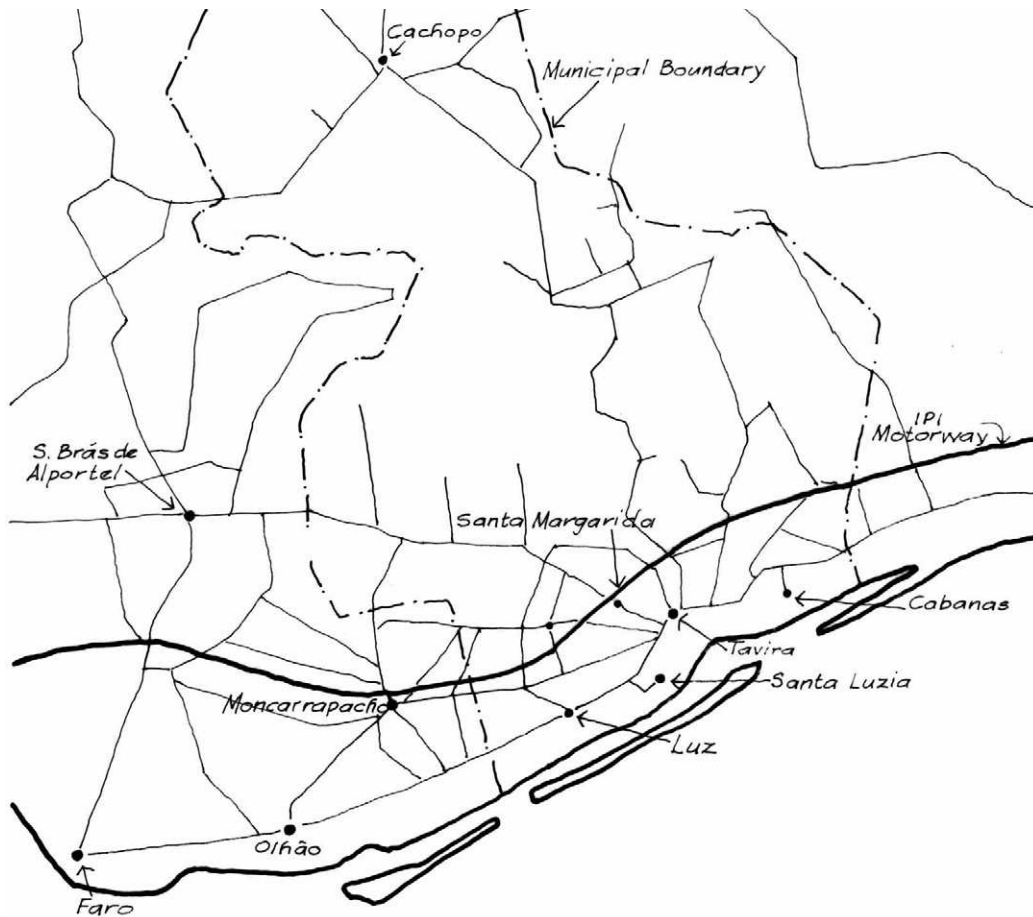 Cachopo
Municipal Boundary
IP1
Motorway
S. Brás de
Alportel
Santa Margarida
Cabanas
Tavira
Santa Luzia
Moncarrapacho
Luz
Olhão
Faro